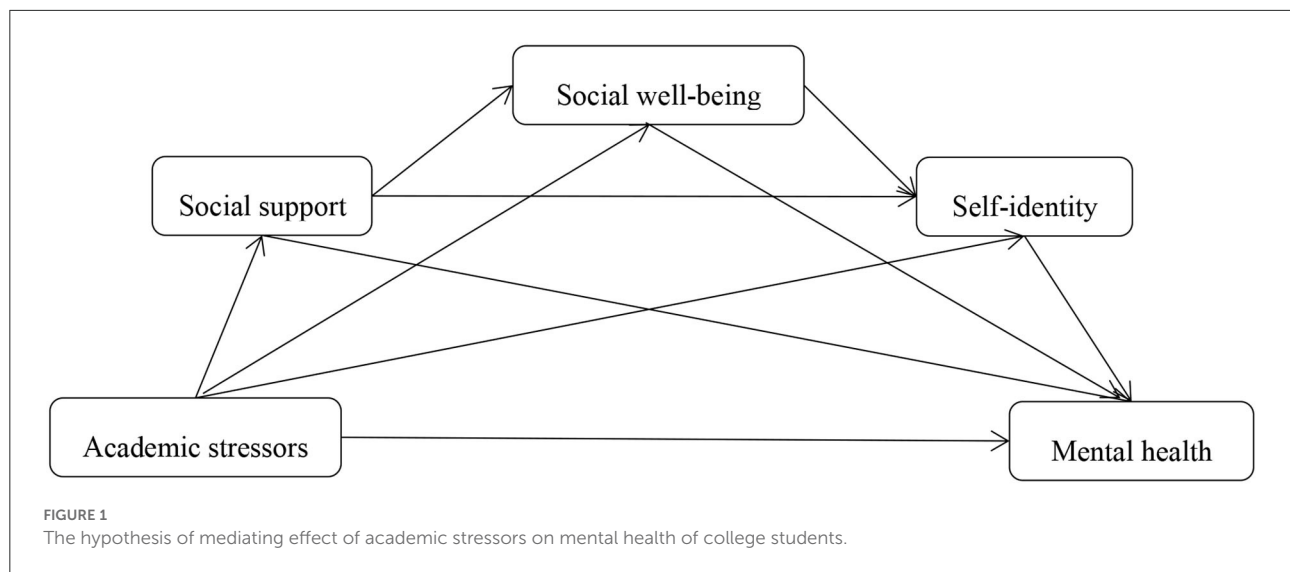 Social well-being
Social support
Self-identity
Academic stressors
Mental health
FIGURE 1
The hypothesis of mediating effect of academic stressors on mental health of college students.